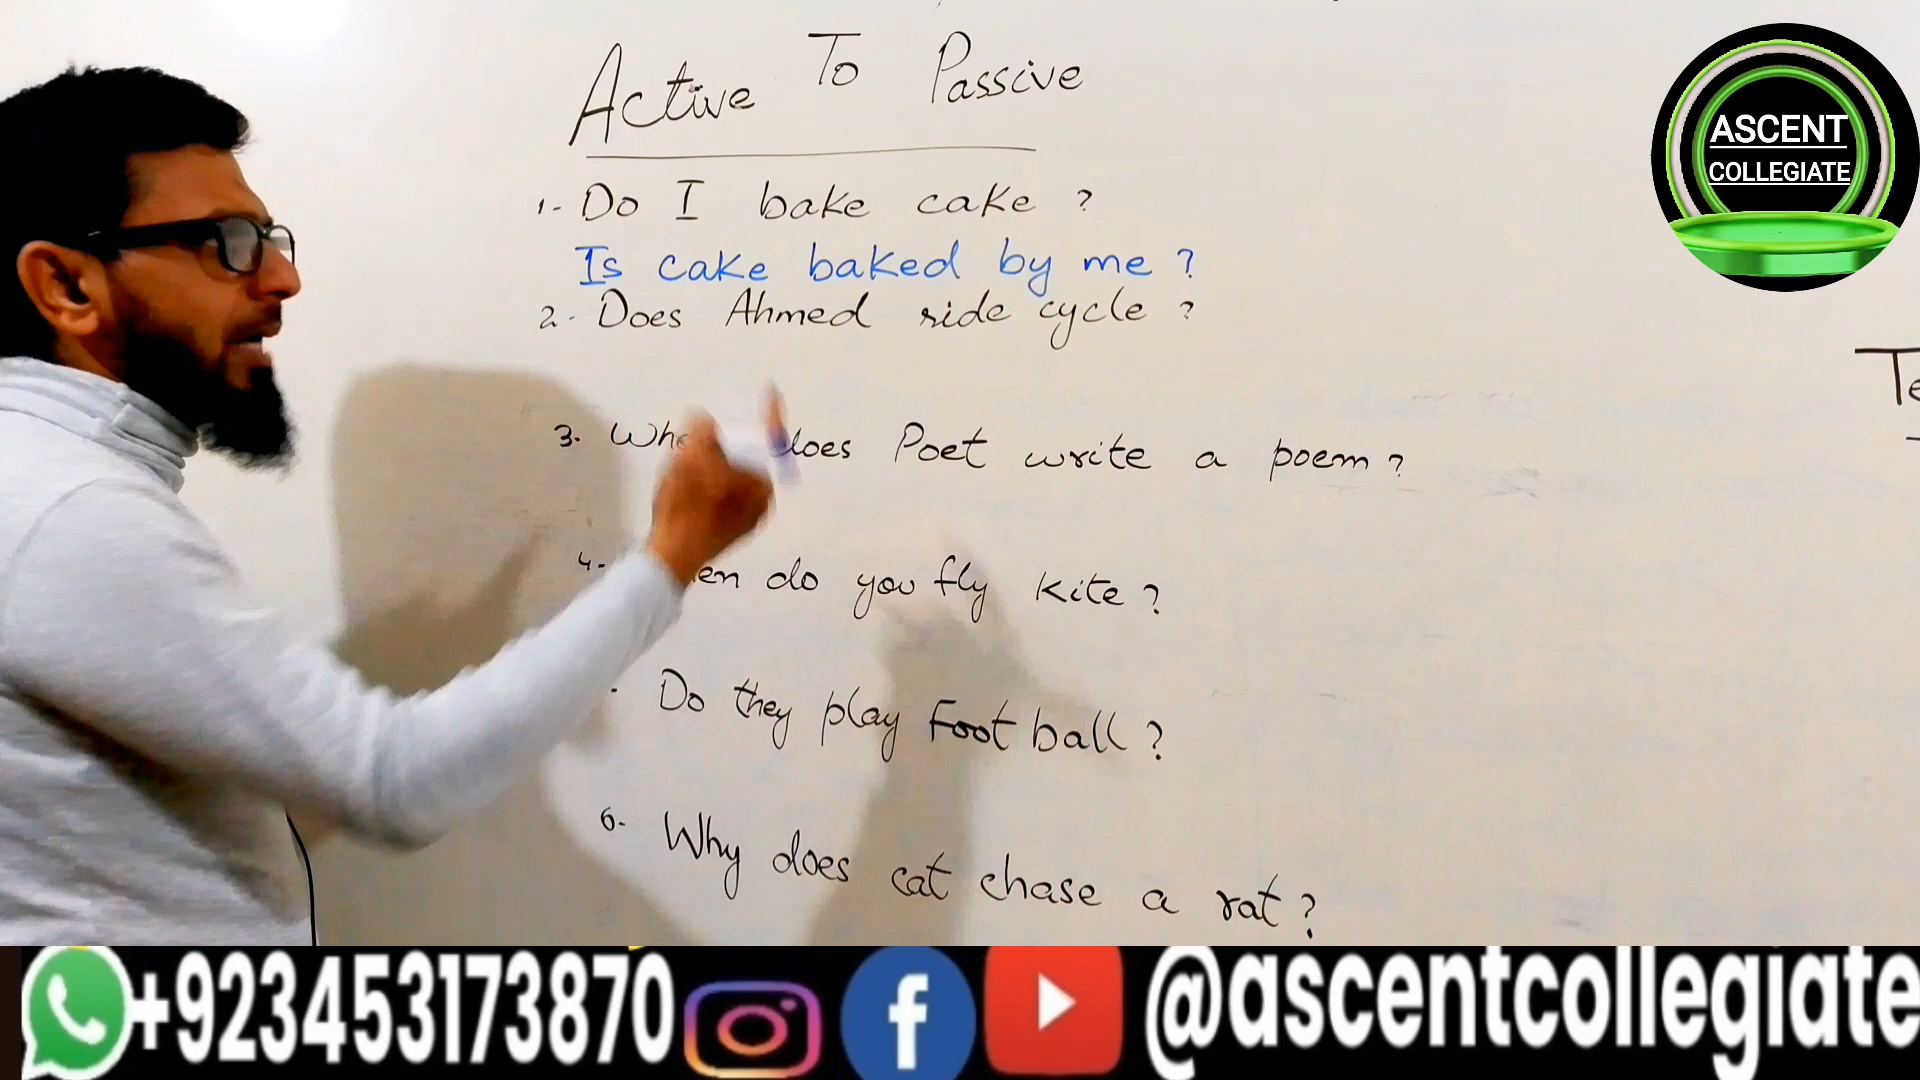 Active To Passive
ASCENT
COLLEGIATE
1- Do I bake cake ?
Is cake baked by me ?
2- Does Ahmed ride cycle ?
3. does Poet write a poem ?
4- do you fly kite ?
Do they play Foot ball ?
6- Why does cat chase a rat ?
+923453173870
@ascentcollegiate